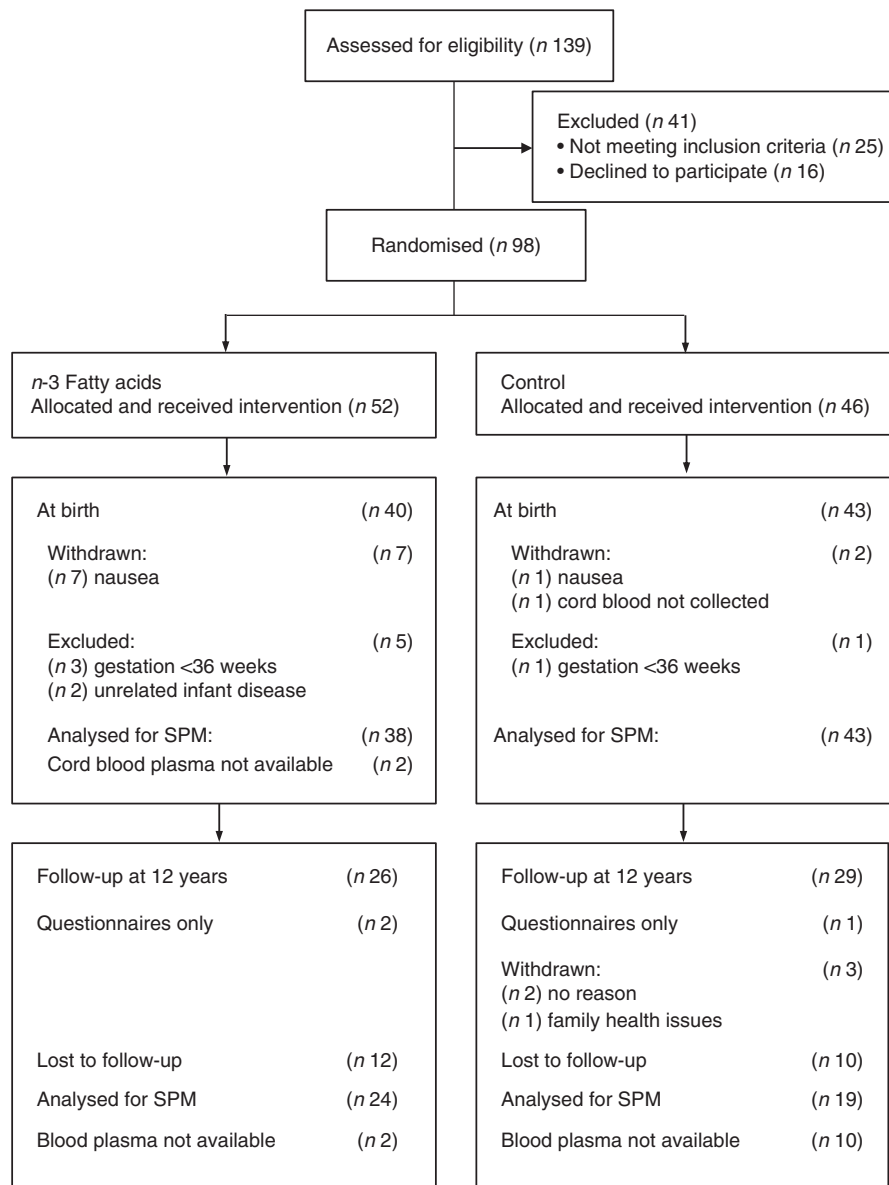 Assessed for eligibility (n 139)
Excluded (n 41)
• Not meeting inclusion criteria (n 25)
• Declined to participate (n 16)
Randomised (n 98)
n-3 Fatty acids
Allocated and received intervention (n 52)
Control
Allocated and received intervention (n 46)
At birth (n 40)
Withdrawn: (n 7)
(n 7) nausea
Excluded: (n 5)
(n 3) gestation <36 weeks
(n 2) unrelated infant disease
Analysed for SPM: (n 38)
Cord blood plasma not available (n 2)
At birth (n 43)
Withdrawn: (n 2)
(n 1) nausea
(n 1) cord blood not collected
Excluded: (n 1)
(n 1) gestation <36 weeks
Analysed for SPM: (n 43)
Follow-up at 12 years (n 26)
Questionnaires only (n 2)
Lost to follow-up (n 12)
Analysed for SPM (n 24)
Blood plasma not available (n 2)
Follow-up at 12 years (n 29)
Questionnaires only (n 1)
Withdrawn: (n 3)
(n 2) no reason
(n 1) family health issues
Lost to follow-up (n 10)
Analysed for SPM (n 19)
Blood plasma not available (n 10)